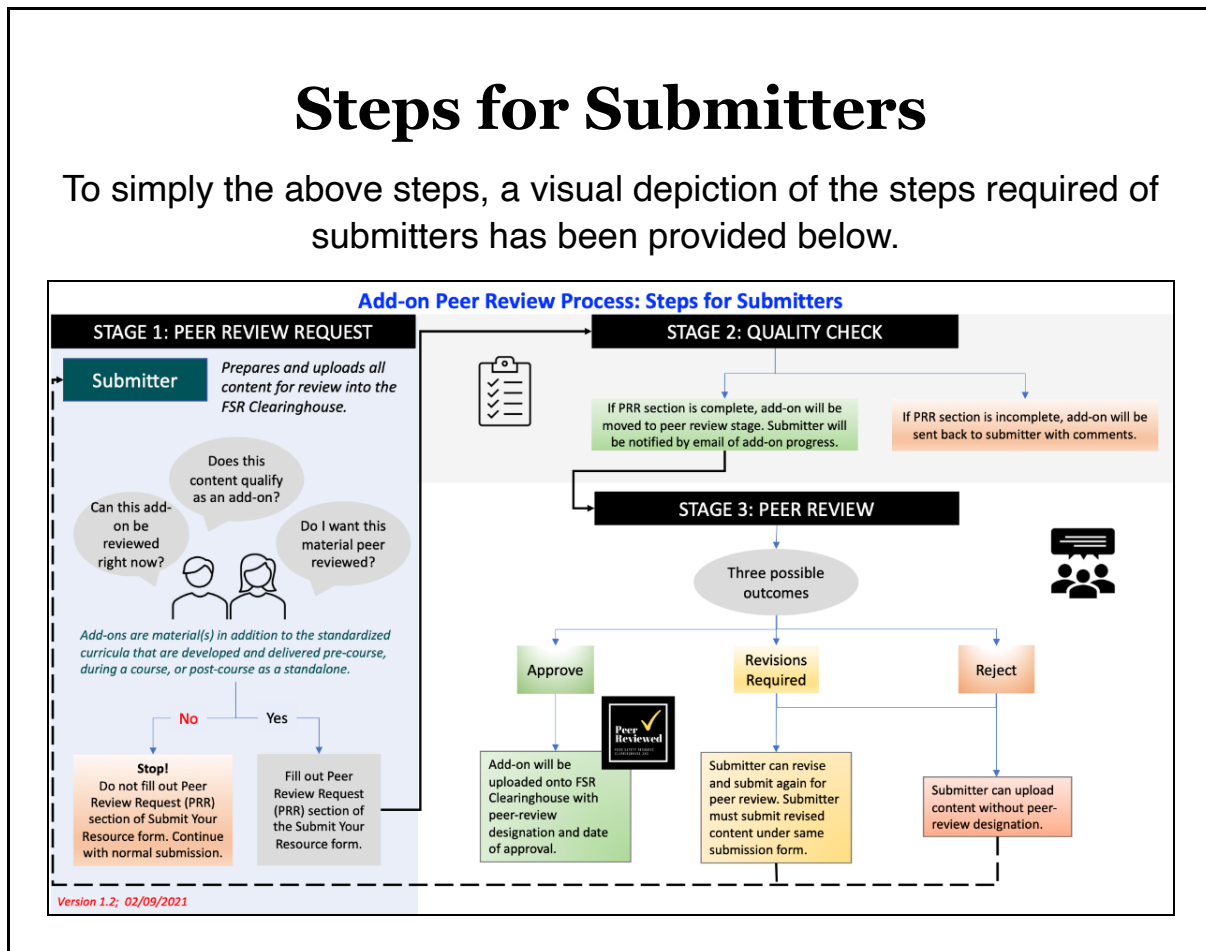 Steps for Submitters
To simply the above steps, a visual depiction of the steps required of
submitters has been provided below.
Add-on Peer Review Process: Steps for Submitters
STAGE 1: PEER REVIEW REQUEST
Submitter
Prepares and uploads all
content for review into the
FSR Clearinghouse.
Does this
content qualify
as an add-on?
Can this add-
on be
reviewed
right now?
Do I want this
material peer
reviewed?
Add-ons are material(s) in addition to the standardized
curricula that are developed and delivered pre-course,
during a course, or post-course as a standalone.
No
Yes
Stop!
Do not fill out Peer
Review Request (PRR)
section of Submit Your
Resource form. Continue
with normal submission.
Fill out Peer
Review Request
(PRR) section of
the Submit Your
Resource form.
STAGE 2: QUALITY CHECK
If PRR section is complete, add-on will be
moved to peer review stage. Submitter will
be notified by email of add-on progress.
If PRR section is incomplete, add-on will be
sent back to submitter with comments.
STAGE 3: PEER REVIEW
Three possible
outcomes
Approve
Revisions
Required
Reject
Peer
Reviewed
Add-on will be
uploaded onto FSR
Clearinghouse with
peer-review
designation and date
of approval.
Submitter can revise
and submit again for
peer review. Submitter
must submit revised
content under same
submission form.
Submitter can upload
content without peer-
review designation.
Version 1.2; 02/09/2021